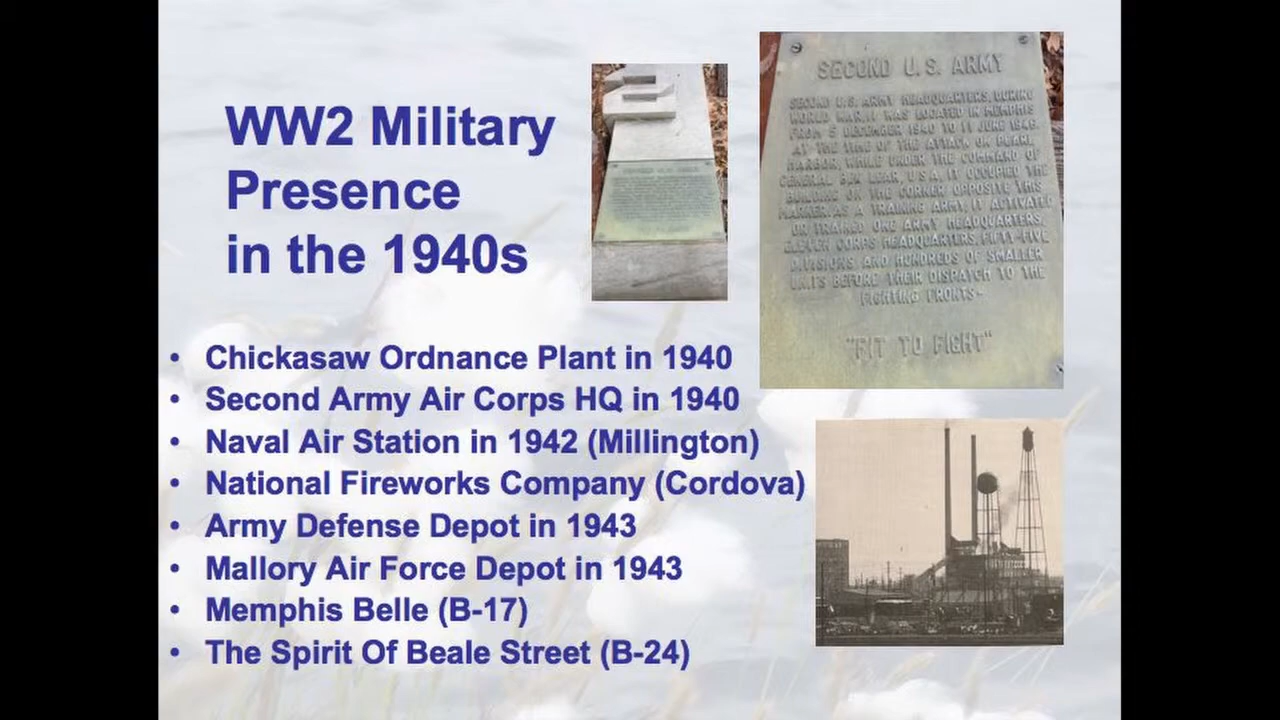 WW2 Military
Presence
in the 1940s
• Chickasaw Ordnance Plant in 1940
• Second Army Air Corps HQ in 1940
• Naval Air Station in 1942 (Millington)
• National Fireworks Company (Cordova)
• Army Defense Depot in 1943
• Mallory Air Force Depot in 1943
• Memphis Belle (B-17)
• The Spirit Of Beale Street (B-24)
SECOND U.S. ARMY
SECOND U.S. ARMY HEADQUARTERS, DURING
WORLD WAR II WAS LOCATED IN MEMPHIS
FROM 5 DECEMBER 1940 TO 11 JUNE 1946.
AT THE TIME OF THE ATTACK ON PEARL
HARBOR, WHILE UNDER THE COMMAND OF
GENERAL BEN LEAR, U.S.A. IT OCCUPIED THE
BUILDING ON THE CORNER OPPOSITE THIS
MARKER. AS A TRAINING ARMY, IT ACTIVATED
OR TRAINED ONE ARMY HEADQUARTERS,
ELEVEN CORPS HEADQUARTERS, FIFTY-FIVE
DIVISIONS, AND HUNDREDS OF SMALLER
UNITS BEFORE THEIR DISPATCH TO THE
FIGHTING FRONTS-
"FIT TO FIGHT"